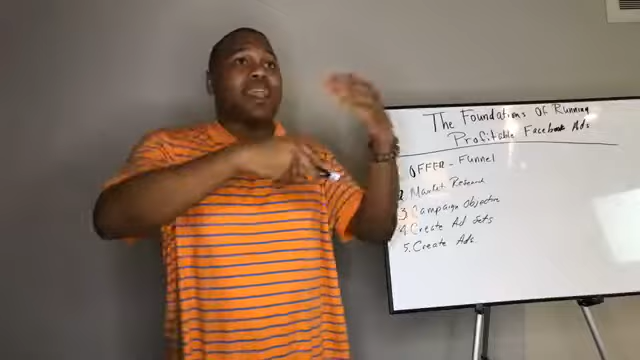 The Foundations Of Running
Profitable Facebook Ads
OFFER - Funnel
2. Market Research
3. Campaign Objective
4. Create Ad Sets
5. Create Ads